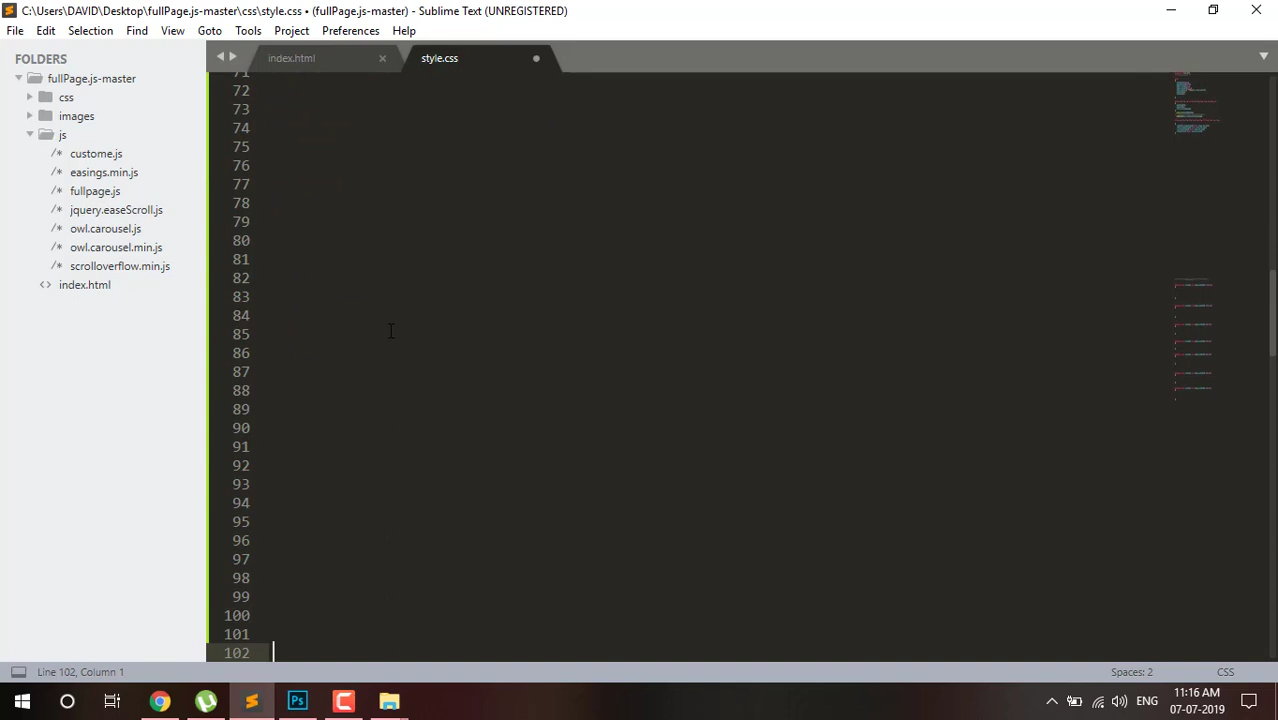 C:\Users\DAVID\Desktop\fullPage.js-master\css\style.css • (fullPage.js-master) - Sublime Text (UNREGISTERED)
File Edit Selection Find View Goto Tools Project Preferences Help
FOLDERS
fullPage.js-master
css
images
js
/* custome.js
/* easings.min.js
/* fullpage.js
/* jquery.easeScroll.js
/* owl.carousel.js
/* owl.carousel.min.js
/* scrolloverflow.min.js
<> index.html
index.html
style.css
71
72
73
74
75
76
77
78
79
80
81
82
83
84
85
86
87
88
89
90
91
92
93
94
95
96
97
98
99
100
101
102
Line 102, Column 1
Spaces: 2
CSS
Ps
ENG
11:16 AM
07-07-2019